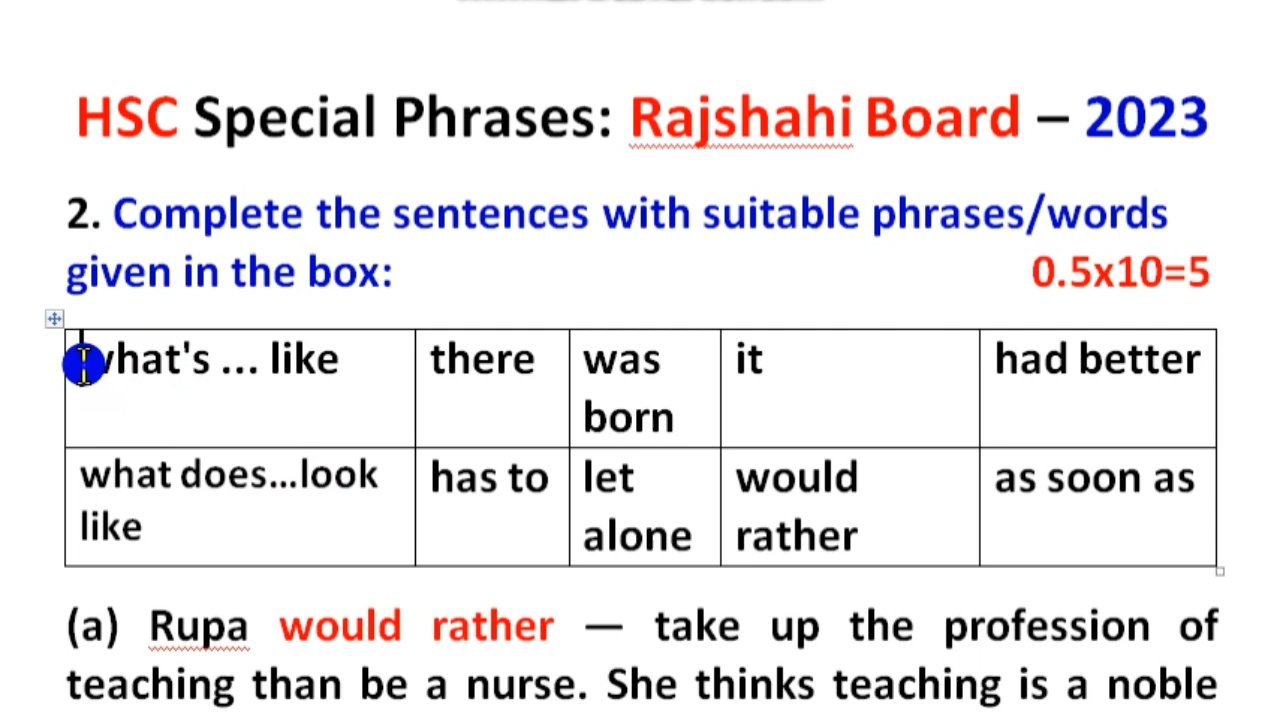 HSC Special Phrases: Rajshahi Board – 2023
2. Complete the sentences with suitable phrases/words
given in the box: 0.5x10=5
what's ... like there was born it had better
what does...look like has to let alone would rather as soon as
(a) Rupa would rather — take up the profession of
teaching than be a nurse. She thinks teaching is a noble